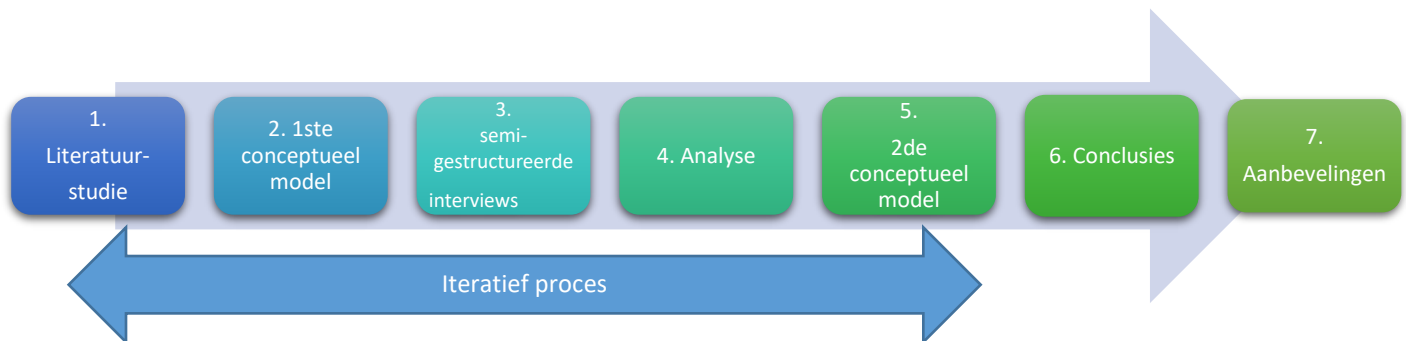 1.
Literatuur-
studie
2. 1ste
conceptueel
model
3.
semi-
gestructureerde
interviews
4. Analyse
5.
2de
conceptueel
model
6. Conclusies
7.
Aanbevelingen
Iteratief proces